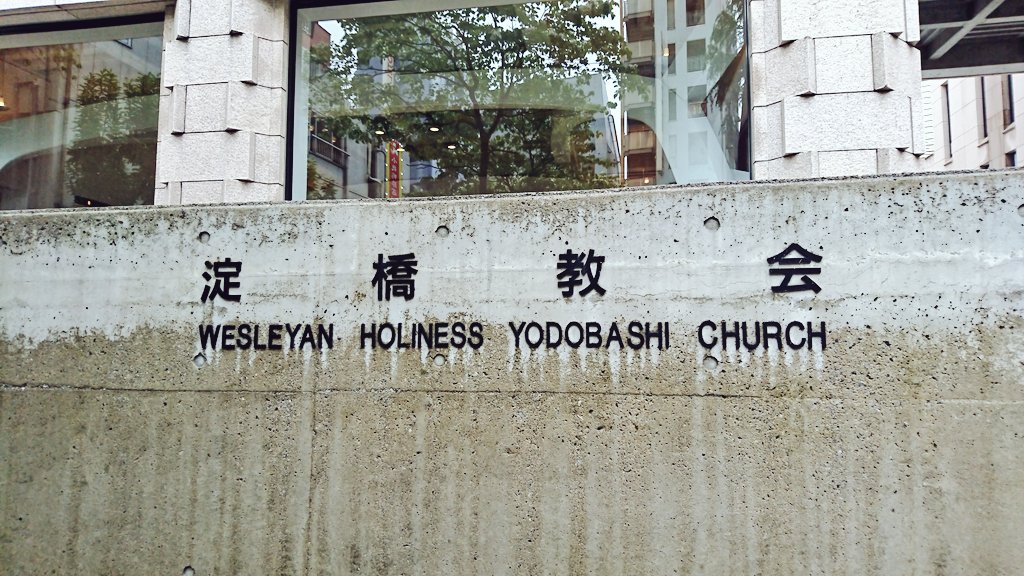 淀橋教会
WESLEYAN HOLINESS YODOBASHI CHURCH